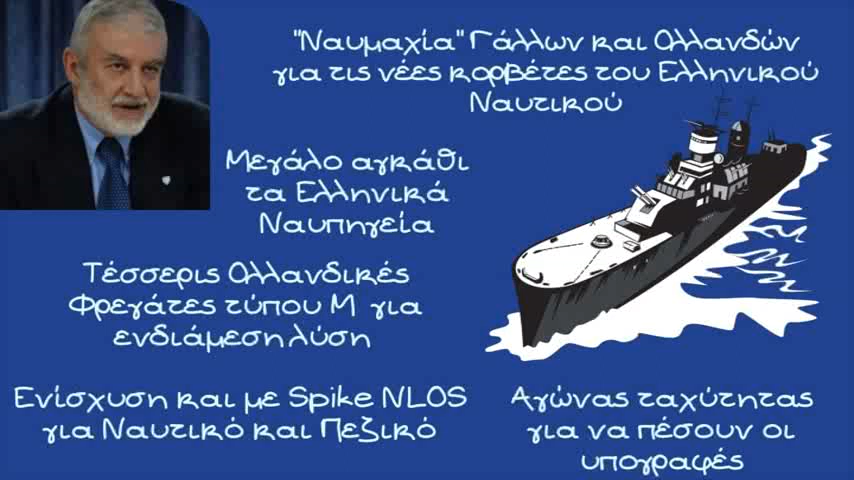 "Ναυμαχία" Γάλλων και Ολλανδών
για τις νέες κορβέτες του Ελληνικού
Ναυτικού
Μεγάλο αγκάθι
τα Ελληνικά
Ναυπηγεία
Τέσσερις Ολλανδικές
Φρεγάτες τύπου Μ για
ενδιάμεση λύση
Ενίσχυση και με Spike NLOS
για Ναυτικό και Πεζικό
Αγώνας ταχύτητας
για να πέσουν οι
υπογραφές